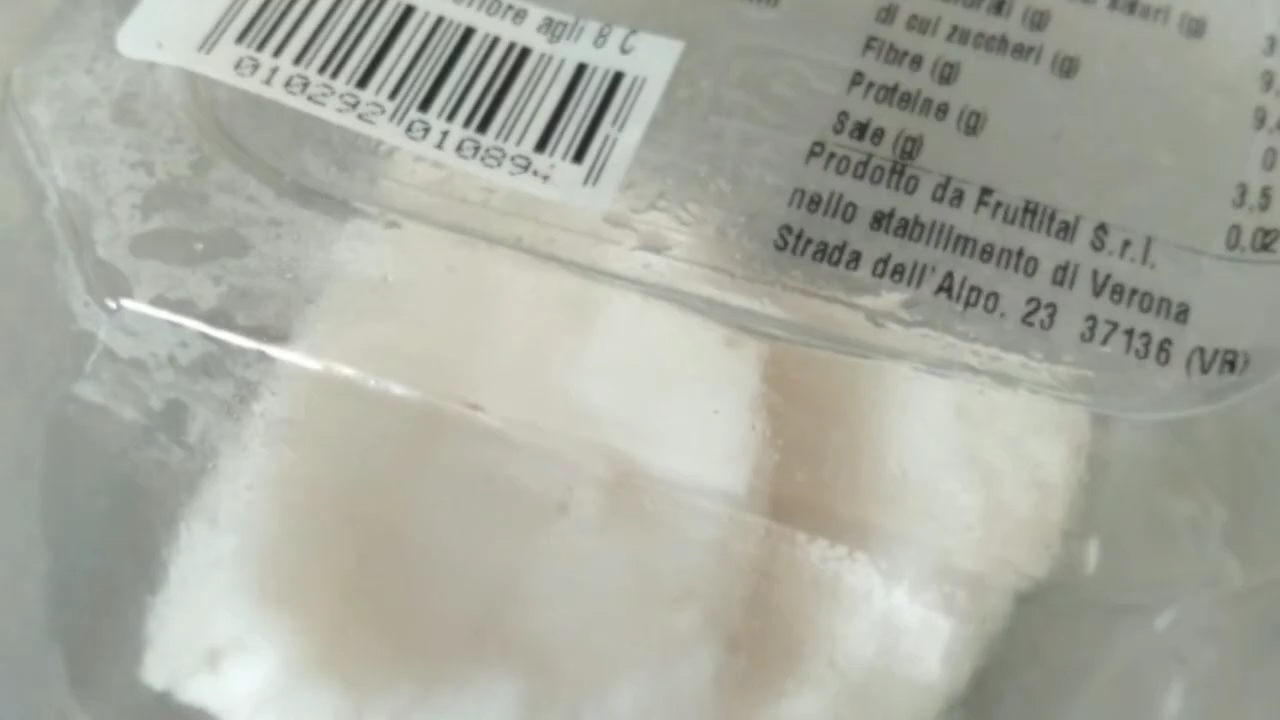 agli 8 C
010292 010894
(g)
di cui zuccheri (g)
Fibre (g)
Proteine (g)
Sale (g)
3,5
0,02
Prodotto da Fruttital S.r.l.
nello stabilimento di Verona
Strada dell'Alpo, 23 37136 (VR)